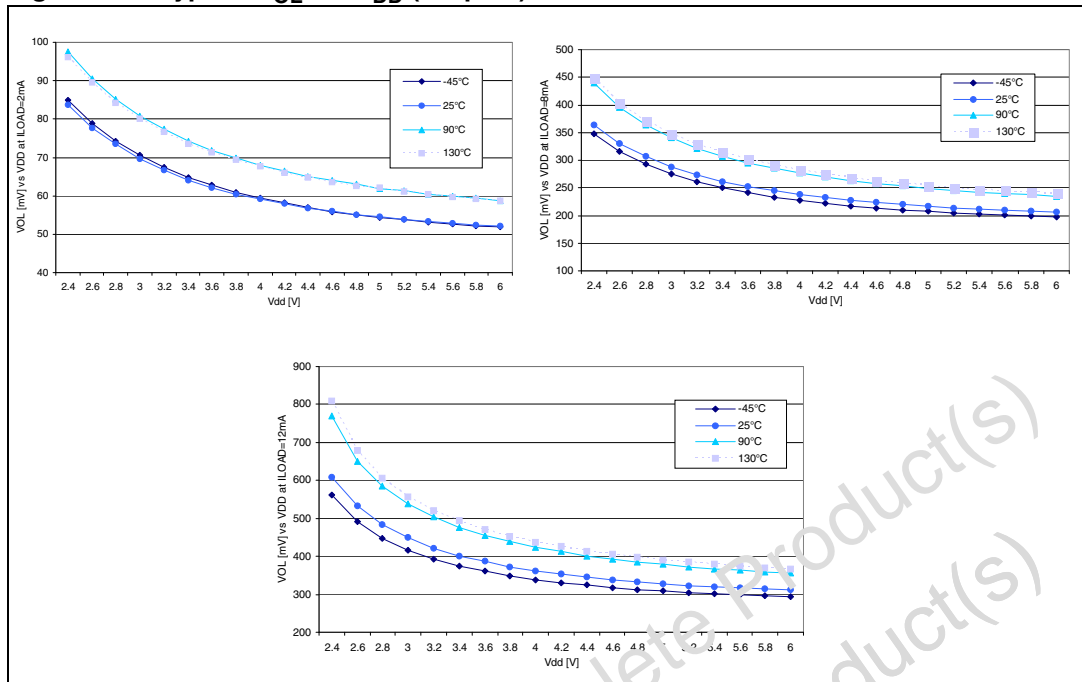 VOL [mV] vs VDD at ILOAD=2mA
100
90
80
70
60
50
40
2.4 2.6 2.8 3 3.2 3.4 3.6 3.8 4 4.2 4.4 4.6 4.8 5 5.2 5.4 5.6 5.8 6
Vdd [V]
-45°C
25°C
90°C
130°C
VOL [mV] vs VDD at ILOAD=8mA
500
450
400
350
300
250
200
150
100
2.4 2.6 2.8 3 3.2 3.4 3.6 3.8 4 4.2 4.4 4.6 4.8 5 5.2 5.4 5.6 5.8 6
Vdd [V]
-45°C
25°C
90°C
130°C
VOL [mV] vs VDD at ILOAD=12mA
900
800
700
600
500
400
300
200
2.4 2.6 2.8 3 3.2 3.4 3.6 3.8 4 4.2 4.4 4.6 4.8 5 5.2 5.4 5.6 5.8 6
Vdd [V]
-45°C
25°C
90°C
130°C
lete Product(s)
oduct(s)